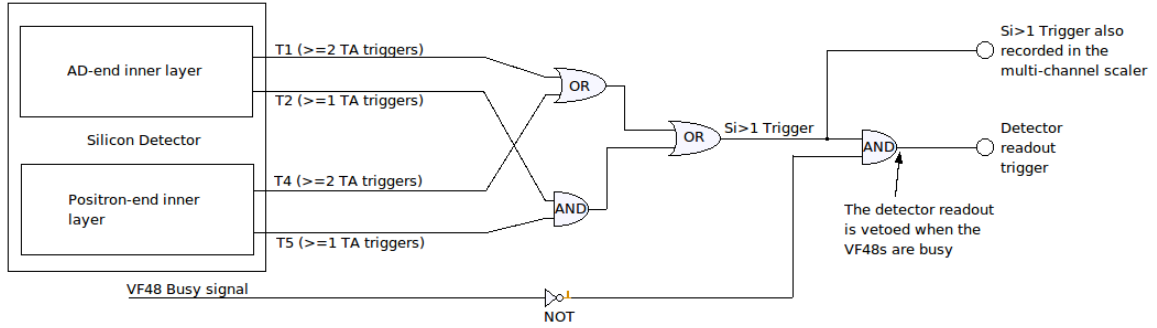 T1 (>=2 TA triggers)
AD-end inner layer
T2 (>=1 TA triggers)
Silicon Detector
T4 (>=2 TA triggers)
Positron-end inner
layer
T5 (>=1 TA triggers)
VF48 Busy signal
NOT
OR
AND
OR
Si>1 Trigger
AND
Si>1 Trigger also
recorded in the
multi-channel scaler
Detector
readout
trigger
The detector readout
is vetoed when the
VF48s are busy